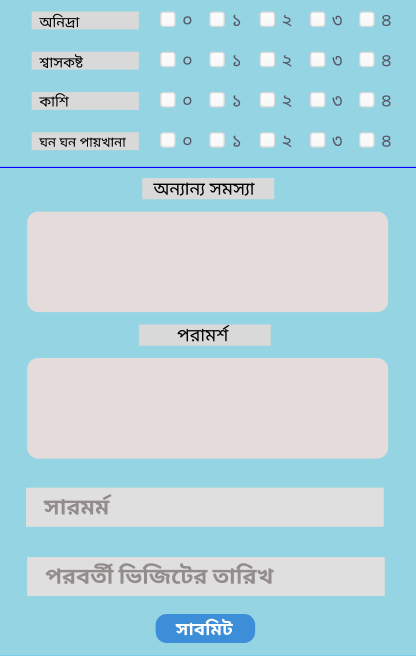 অনিদ্রা ০ ১ ২ ৩ ৪
শ্বাসকষ্ট ০ ১ ২ ৩ ৪
কাশি ০ ১ ২ ৩ ৪
ঘন ঘন পায়খানা ০ ১ ২ ৩ ৪
অন্যান্য সমস্যা
পরামর্শ
সারমর্ম
পরবর্তী ভিজিটের তারিখ
সাবমিট